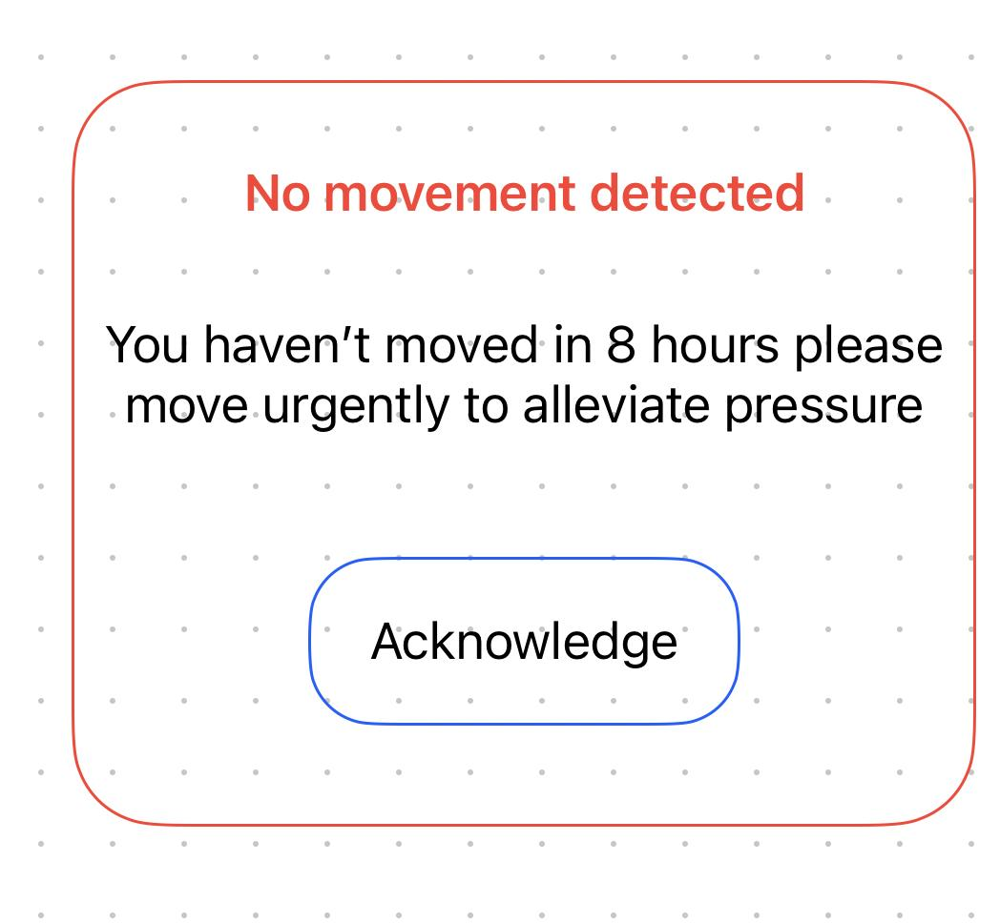 No movement detected
You haven’t moved in 8 hours please
move urgently to alleviate pressure
Acknowledge